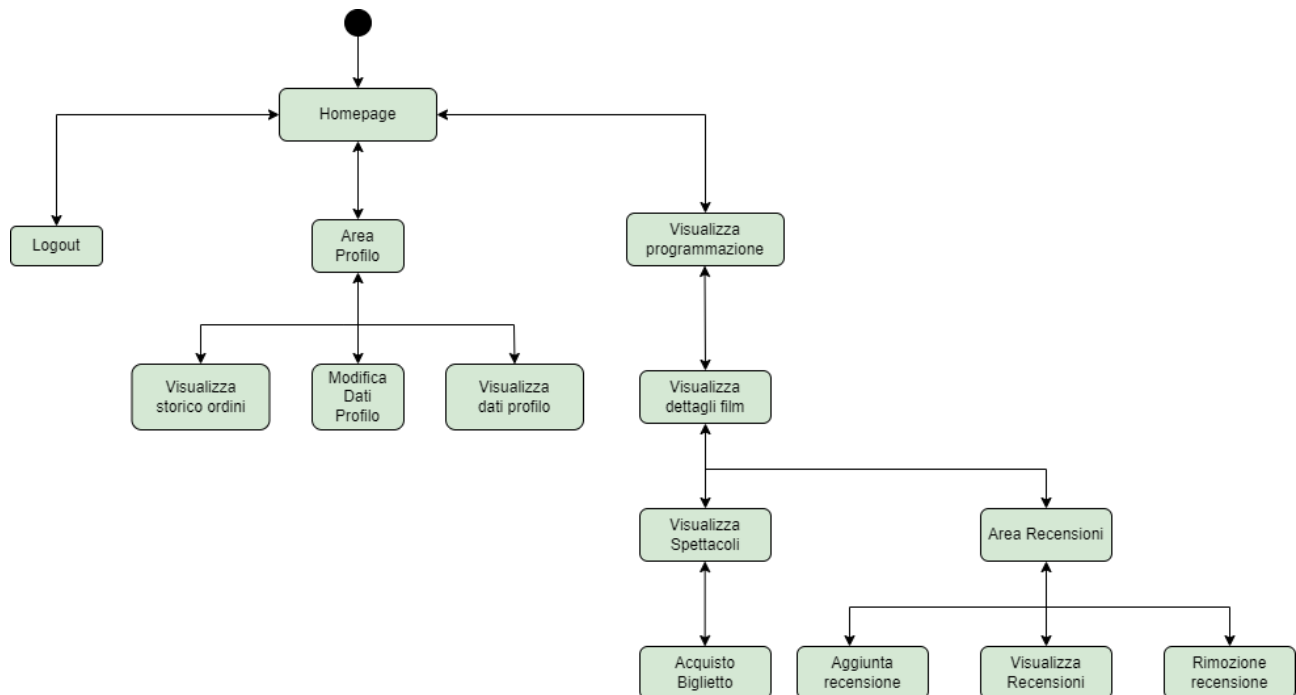 Homepage
Logout
Area
Profilo
Visualizza
programmazione
Visualizza
storico ordini
Modifica
Dati
Profilo
Visualizza
dati profilo
Visualizza
dettagli film
Visualizza
Spettacoli
Area Recensioni
Acquisto
Biglietto
Aggiunta
recensione
Visualizza
Recensioni
Rimozione
recensione